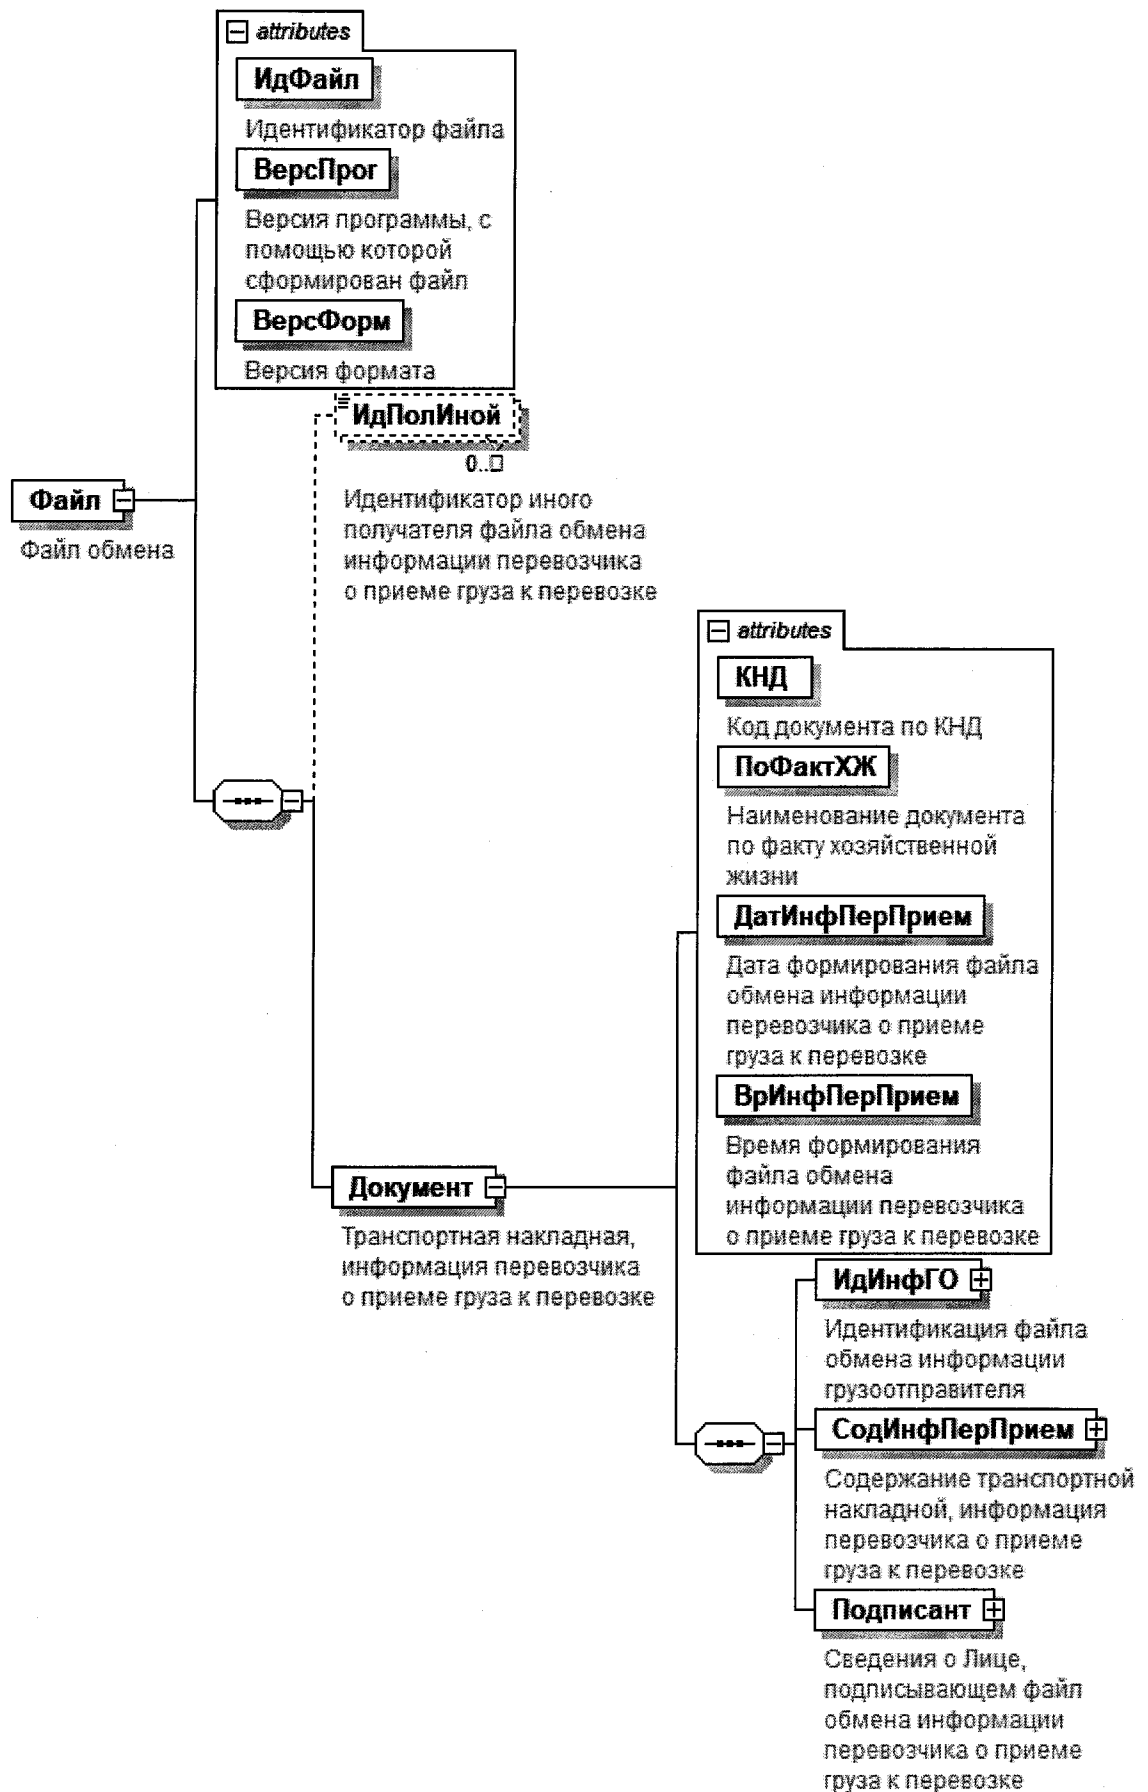 attributes
ИдФайл
Идентификатор файла
ВерсПрог
Версия программы, с
помощью которой
сформирован файл
ВерсФорм
Версия формата
ИдПолИной
0..□
Идентификатор иного
получателя файла обмена
информации перевозчика
о приеме груза к перевозке
Файл
Файл обмена
attributes
КНД
Код документа по КНД
ПоФактХЖ
Наименование документа
по факту хозяйственной
жизни
ДатИнфПерПрием
Дата формирования файла
обмена информации
перевозчика о приеме
груза к перевозке
ВрИнфПерПрием
Время формирования
файла обмена
информации перевозчика
о приеме груза к перевозке
Документ
Транспортная накладная,
информация перевозчика
о приеме груза к перевозке
ИдИнфГО
Идентификация файла
обмена информации
грузоотправителя
СодИнфПерПрием
Содержание транспортной
накладной, информация
перевозчика о приеме
груза к перевозке
Подписант
Сведения о Лице,
подписывающем файл
обмена информации
перевозчика о приеме
груза к перевозке